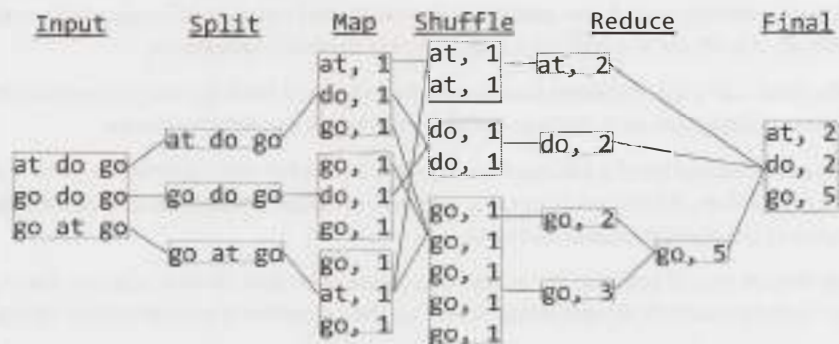 Input
Split
Map
Shuffle
Reduce
Final
at do go
go do go
go at go
at do go
go do go
go at go
at, 1
do, 1
go, 1
go, 1
do, 1
go, 1
go, 1
at, 1
go, 1
at, 1
at, 1
do, 1
do, 1
go, 1
go, 1
go, 1
go, 1
go, 1
at, 2
do, 2
go, 2
go, 3
go, 5
at, 2
do, 2
go, 5